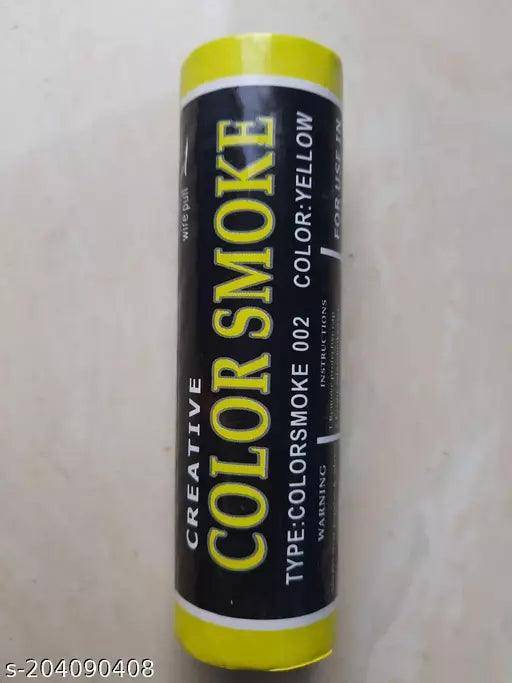 wire pull
CREATIVE
COLOR SMOKE
TYPE:COLORSMOKE 002 COLOR:YELLOW
WARNING
INSTRUCTIONS
FOR USE IN
s-204090408